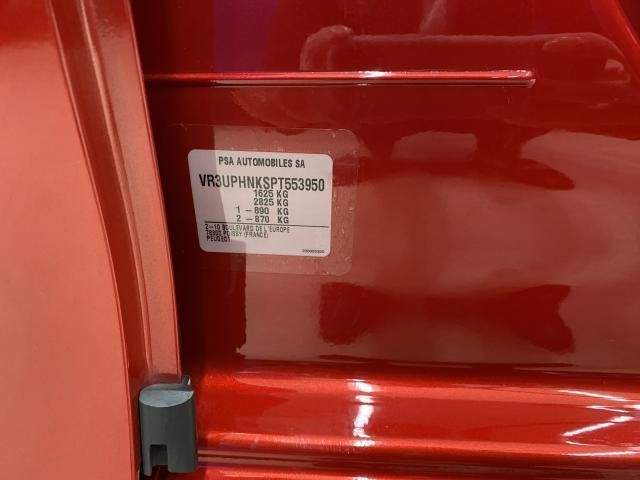 PSA AUTOMOBILES SA
VR3UPHNKSPT553950
1625 KG
2825 KG
1 – 890 KG
2 – 870 KG
2-10 BOULEVARD DE L'EUROPE
78300 POISSY (FRANCE)
PEUGEOT